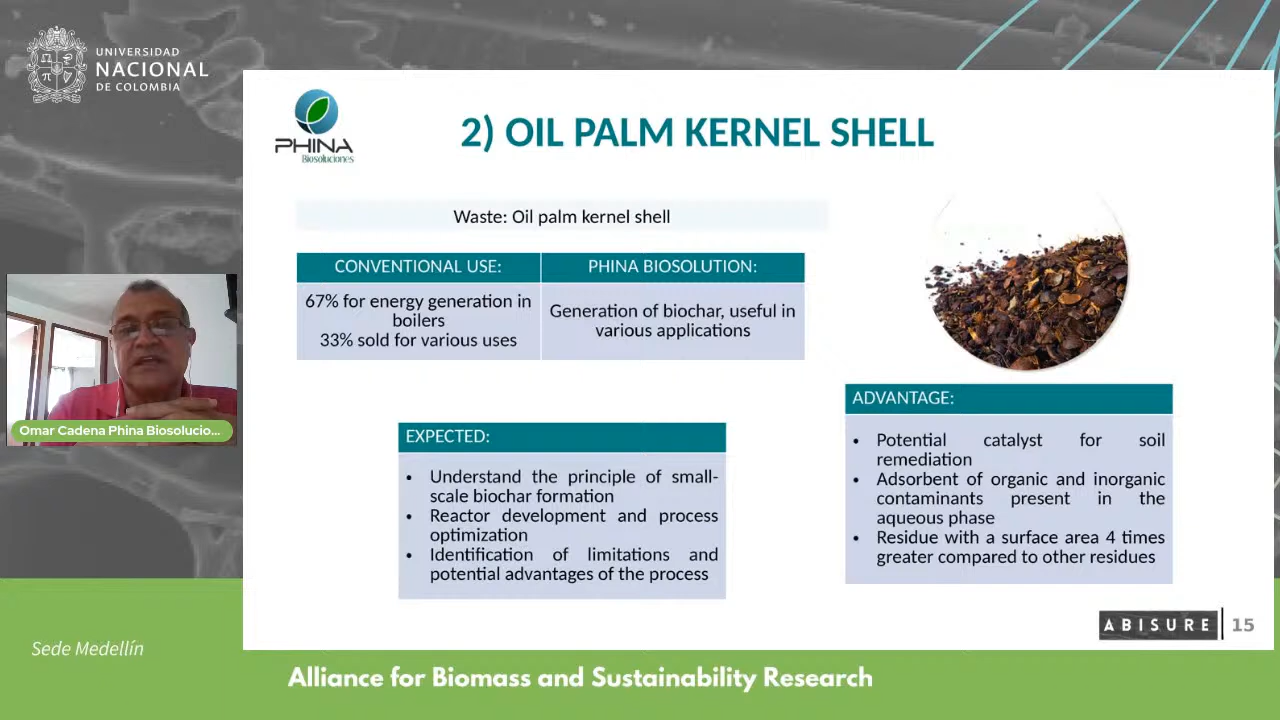 UNIVERSIDAD
NACIONAL
DE COLOMBIA
PHINA
Biosoluciones
2) OIL PALM KERNEL SHELL
Waste: Oil palm kernel shell
CONVENTIONAL USE:
PHINA BIOSOLUTION:
67% for energy generation in
boilers
33% sold for various uses
Generation of biochar, useful in
various applications
Omar Cadena Phina Biosolucio...
EXPECTED:
• Understand the principle of small-
scale biochar formation
• Reactor development and process
optimization
• Identification of limitations and
potential advantages of the process
ADVANTAGE:
• Potential catalyst for soil
remediation
• Adsorbent of organic and inorganic
contaminants present in the
aqueous phase
• Residue with a surface area 4 times
greater compared to other residues
ABISURE
15
Sede Medellín
Alliance for Biomass and Sustainability Research